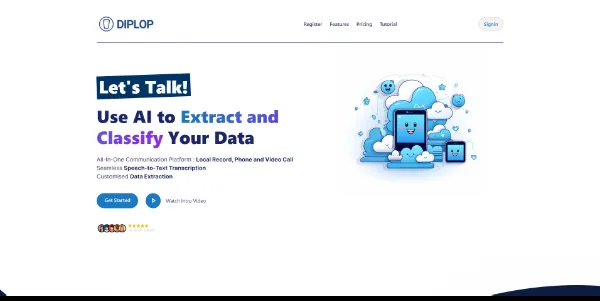 DIPLOP
Register Features Pricing Tutorial
Signin
Let's Talk!
Use AI to Extract and
Classify Your Data
All-In-One Communication Platform : Local Record, Phone and Video Call
Seamless Speech-to-Text Transcription
Customised Data Extraction
Get Started
Watch Intro Video